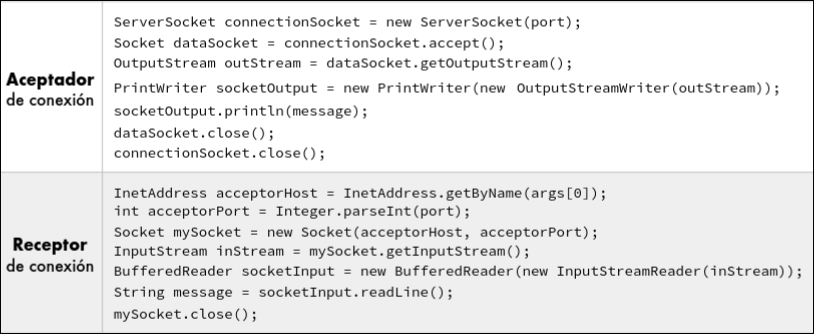 Aceptador
de conexión
ServerSocket connectionSocket = new ServerSocket(port);
Socket dataSocket = connectionSocket.accept();
OutputStream outStream = dataSocket.getOutputStream();
PrintWriter socketOutput = new PrintWriter(new OutputStreamWriter(outStream));
socketOutput.println(message);
dataSocket.close();
connectionSocket.close();
Receptor
de conexión
InetAddress acceptorHost = InetAddress.getByName(args[0]);
int acceptorPort = Integer.parseInt(port);
Socket mySocket = new Socket(acceptorHost, acceptorPort);
InputStream inStream = mySocket.getInputStream();
BufferedReader socketInput = new BufferedReader(new InputStreamReader(inStream));
String message = socketInput.readLine();
mySocket.close();